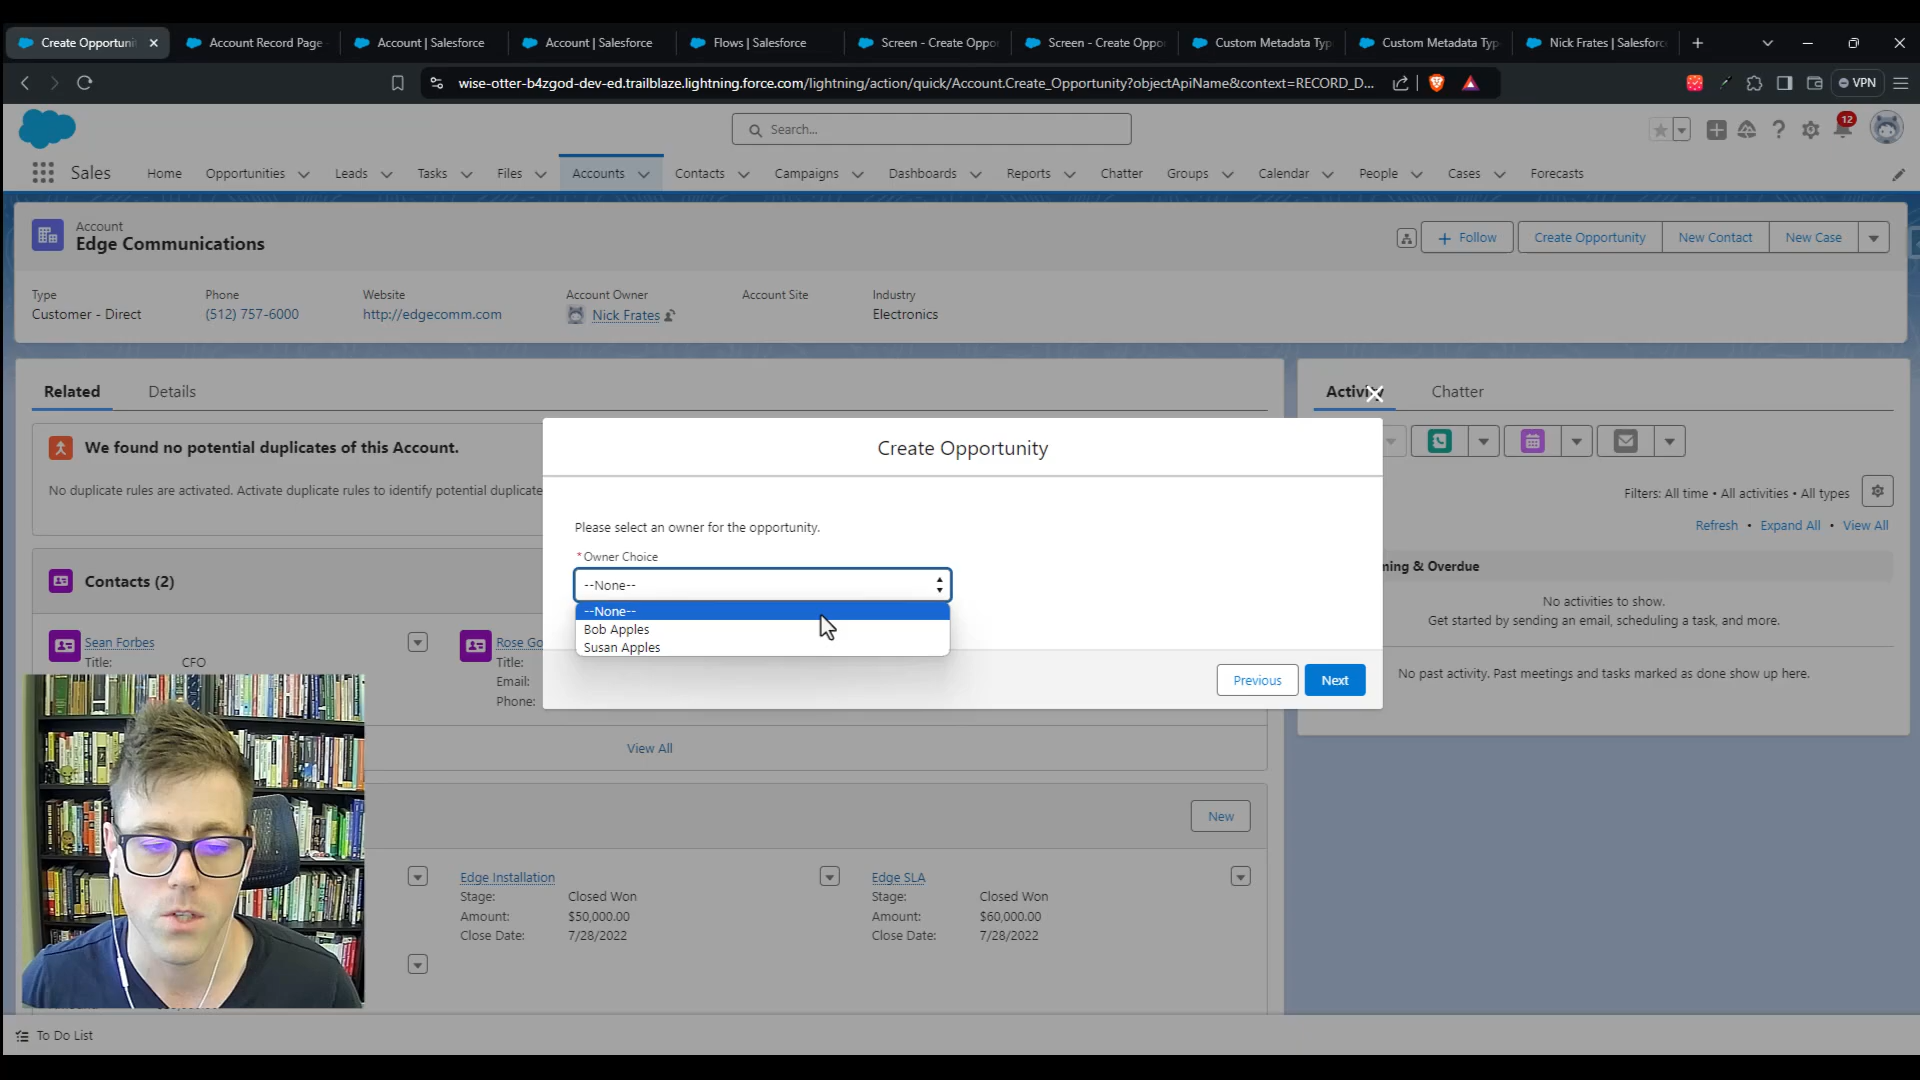 Create Opportuni
Account Record Page
Account | Salesforce
Account | Salesforce
Flows | Salesforce
Screen - Create Oppo
Screen - Create Oppo
Custom Metadata Typ
Custom Metadata Typ
Nick Frates | Salesforc
wise-otter-b4zgod-dev-ed.trailblaze.lightning.force.com/lightning/action/quick/Account.Create_Opportunity?objectApiName&context=RECORD_D...
VPN
Search...
12
Sales
Home
Opportunities
Leads
Tasks
Files
Accounts
Contacts
Campaigns
Dashboards
Reports
Chatter
Groups
Calendar
People
Cases
Forecasts
Account
Edge Communications
Follow
Create Opportunity
New Contact
New Case
Type
Customer - Direct
Phone
(512) 757-6000
Website
http://edgecomm.com
Account Owner
Nick Frates
Account Site
Industry
Electronics
Related
Details
We found no potential duplicates of this Account.
No duplicate rules are activated. Activate duplicate rules to identify potential duplicate
Contacts (2)
Sean Forbes
Title: CFO
Rose Go
Title:
Email:
Phone:
View All
Create Opportunity
Please select an owner for the opportunity.
*Owner Choice
--None--
--None--
Bob Apples
Susan Apples
Previous
Next
New
Edge Installation
Stage: Closed Won
Amount: $50,000.00
Close Date: 7/28/2022
Edge SLA
Stage: Closed Won
Amount: $60,000.00
Close Date: 7/28/2022
Activity
Chatter
Filters: All time • All activities • All types
Refresh • Expand All • View All
ming & Overdue
No activities to show.
Get started by sending an email, scheduling a task, and more.
No past activity. Past meetings and tasks marked as done show up here.
To Do List